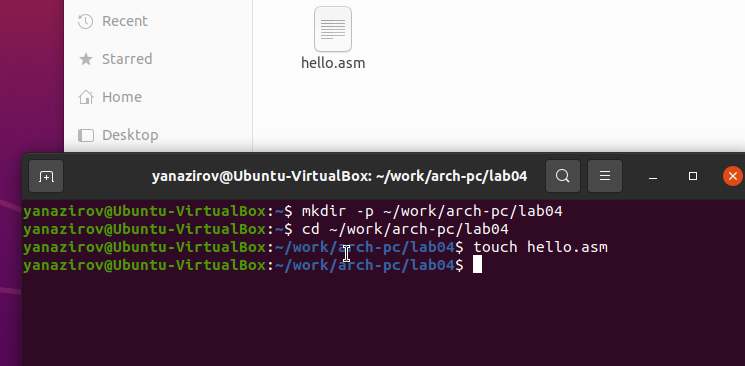 Recent
Starred
Home
Desktop
hello.asm
yanazirov@Ubuntu-VirtualBox: ~/work/arch-pc/lab04
yanazirov@Ubuntu-VirtualBox:~$ mkdir -p ~/work/arch-pc/lab04
yanazirov@Ubuntu-VirtualBox:~$ cd ~/work/arch-pc/lab04
yanazirov@Ubuntu-VirtualBox:~/work/arch-pc/lab04$ touch hello.asm
yanazirov@Ubuntu-VirtualBox:~/work/arch-pc/lab04$